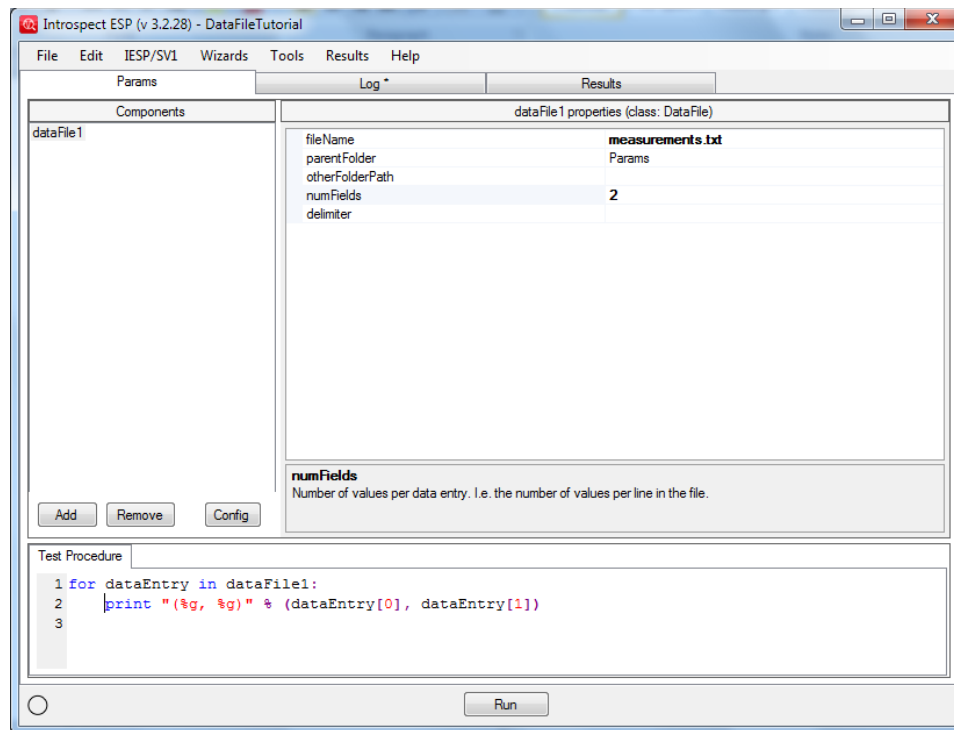 Introspect ESP (v 3.2.28) - DataFileTutorial
File Edit IESP/SV1 Wizards Tools Results Help
Params Log * Results
Components dataFile1 properties (class: DataFile)
dataFile1
fileName measurements.txt
parentFolder Params
otherFolderPath
numFields 2
delimiter
numFields
Number of values per data entry. I.e. the number of values per line in the file.
Add Remove Config
Test Procedure
1 for dataEntry in dataFile1:
2 print "(%g, %g)" % (dataEntry[0], dataEntry[1])
3
Run